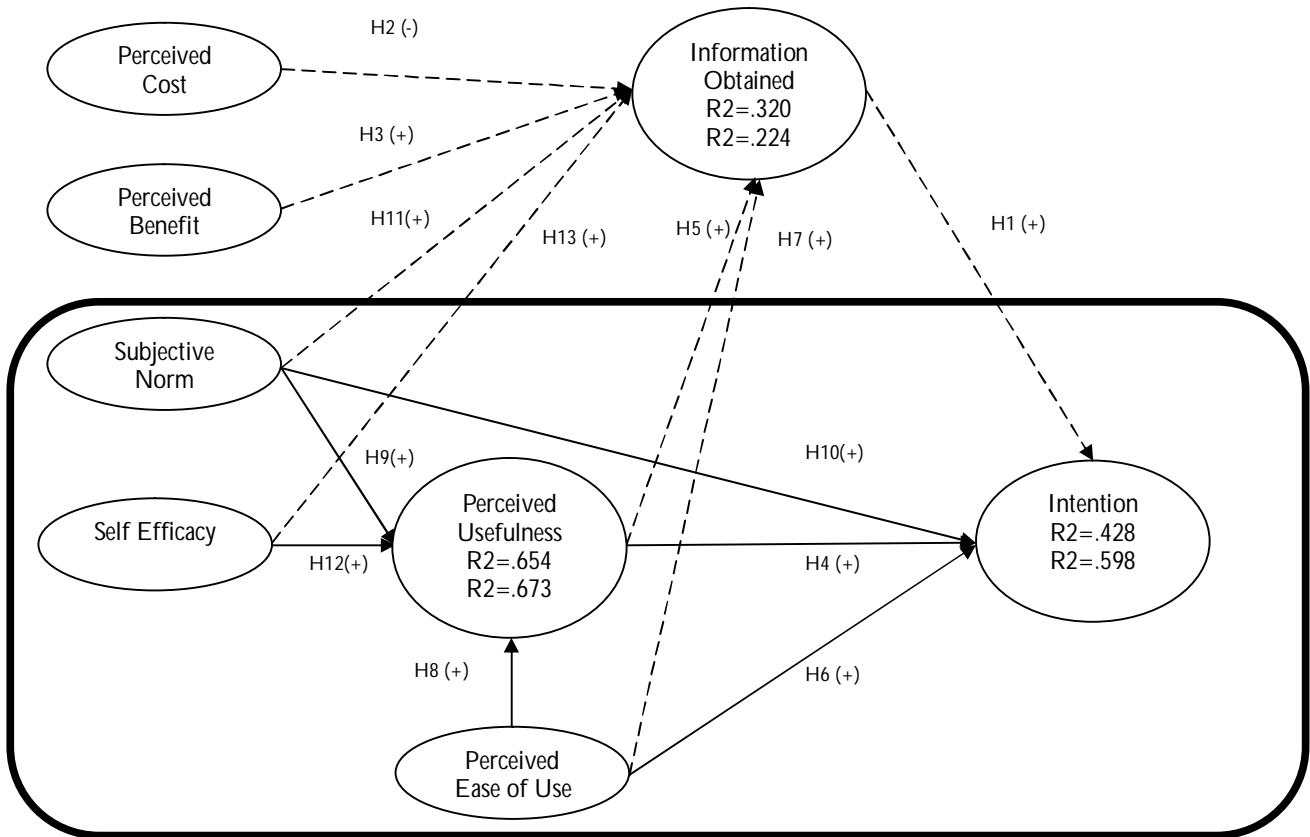 H2 (-)
Perceived
Cost
Information
Obtained
R2=.320
R2=.224
H3 (+)
Perceived
Benefit
H11(+)
H13 (+)
H5 (+)
H7 (+)
H1 (+)
Subjective
Norm
H9(+)
H10(+)
Self Efficacy
H12(+)
Perceived
Usefulness
R2=.654
R2=.673
H4 (+)
Intention
R2=.428
R2=.598
H8 (+)
H6 (+)
Perceived
Ease of Use